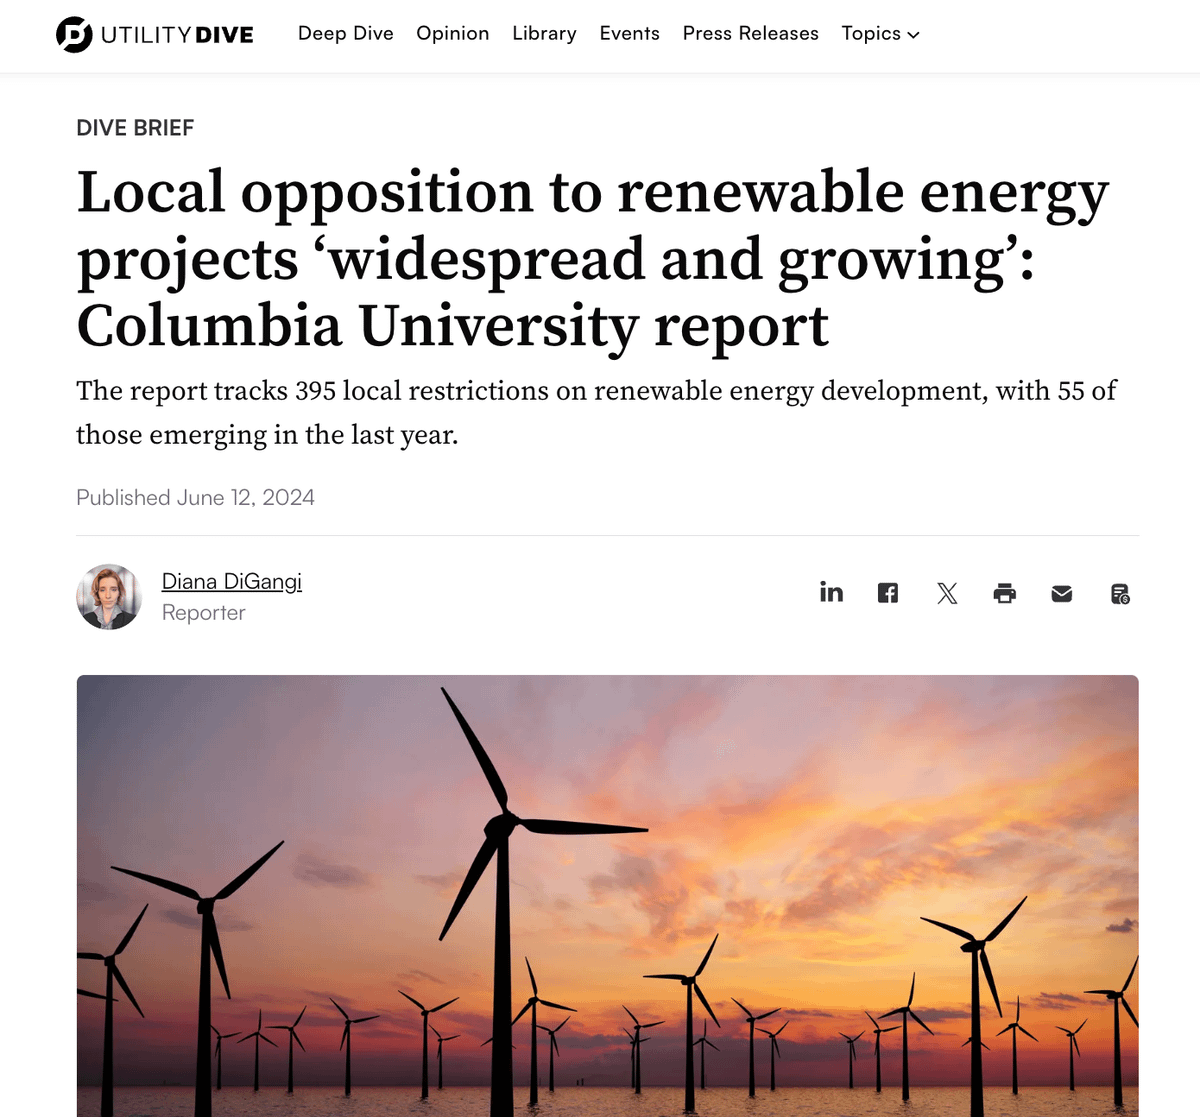 UTILITY DIVE Deep Dive Opinion Library Events Press Releases Topics
DIVE BRIEF
Local opposition to renewable energy
projects ‘widespread and growing’:
Columbia University report
The report tracks 395 local restrictions on renewable energy development, with 55 of
those emerging in the last year.
Published June 12, 2024
Diana DiGangi
Reporter